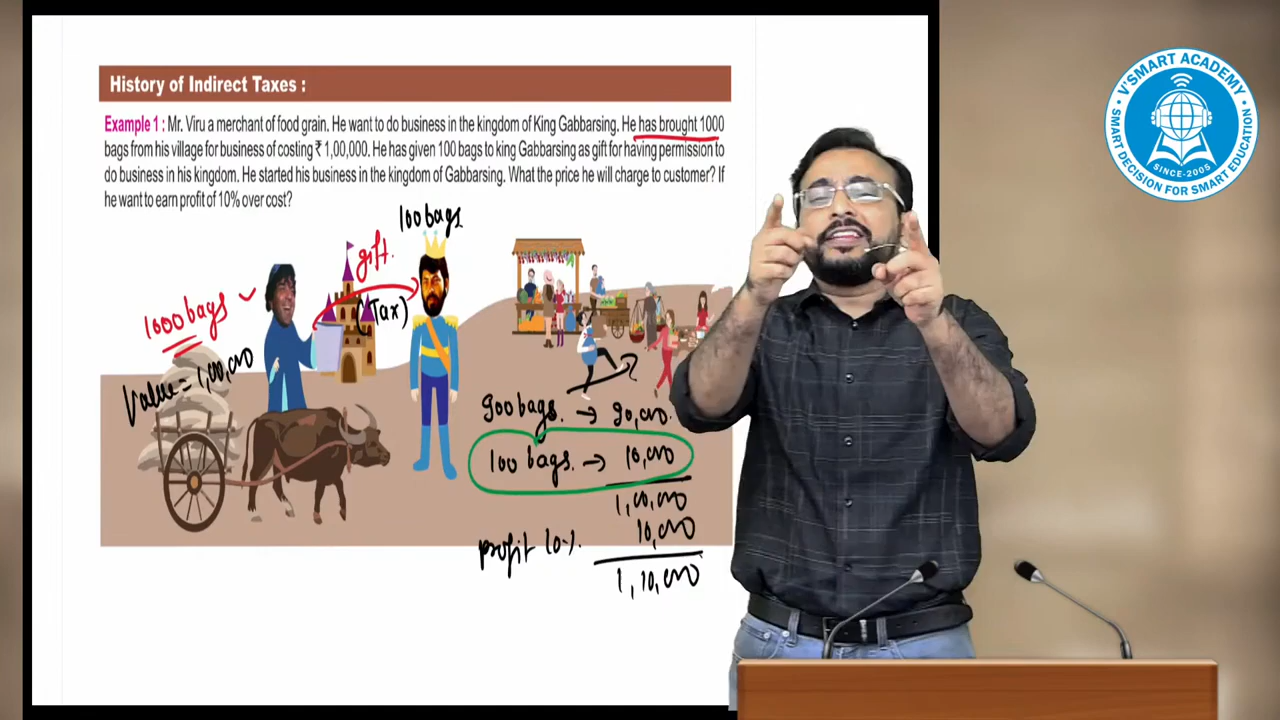 History of Indirect Taxes :
Example 1 : Mr. Viru a merchant of food grain. He want to do business in the kingdom of King Gabbarsing. He has brought 1000
bags from his village for business of costing ₹ 1,00,000. He has given 100 bags to king Gabbarsing as gift for having permission to
do business in his kingdom. He started his business in the kingdom of Gabbarsing. What the price he will charge to customer? If
he want to earn profit of 10% over cost?
100 bags
gift.
(Tax)
1000 bags
Value = 1,00,000
900 bags. → 90,000.
100 bags. → 10,000
1,00,000
profit 10%. 10,000
1,10,000
V'SMART ACADEMY
SINCE-2005
SMART DECISION FOR SMART EDUCATION